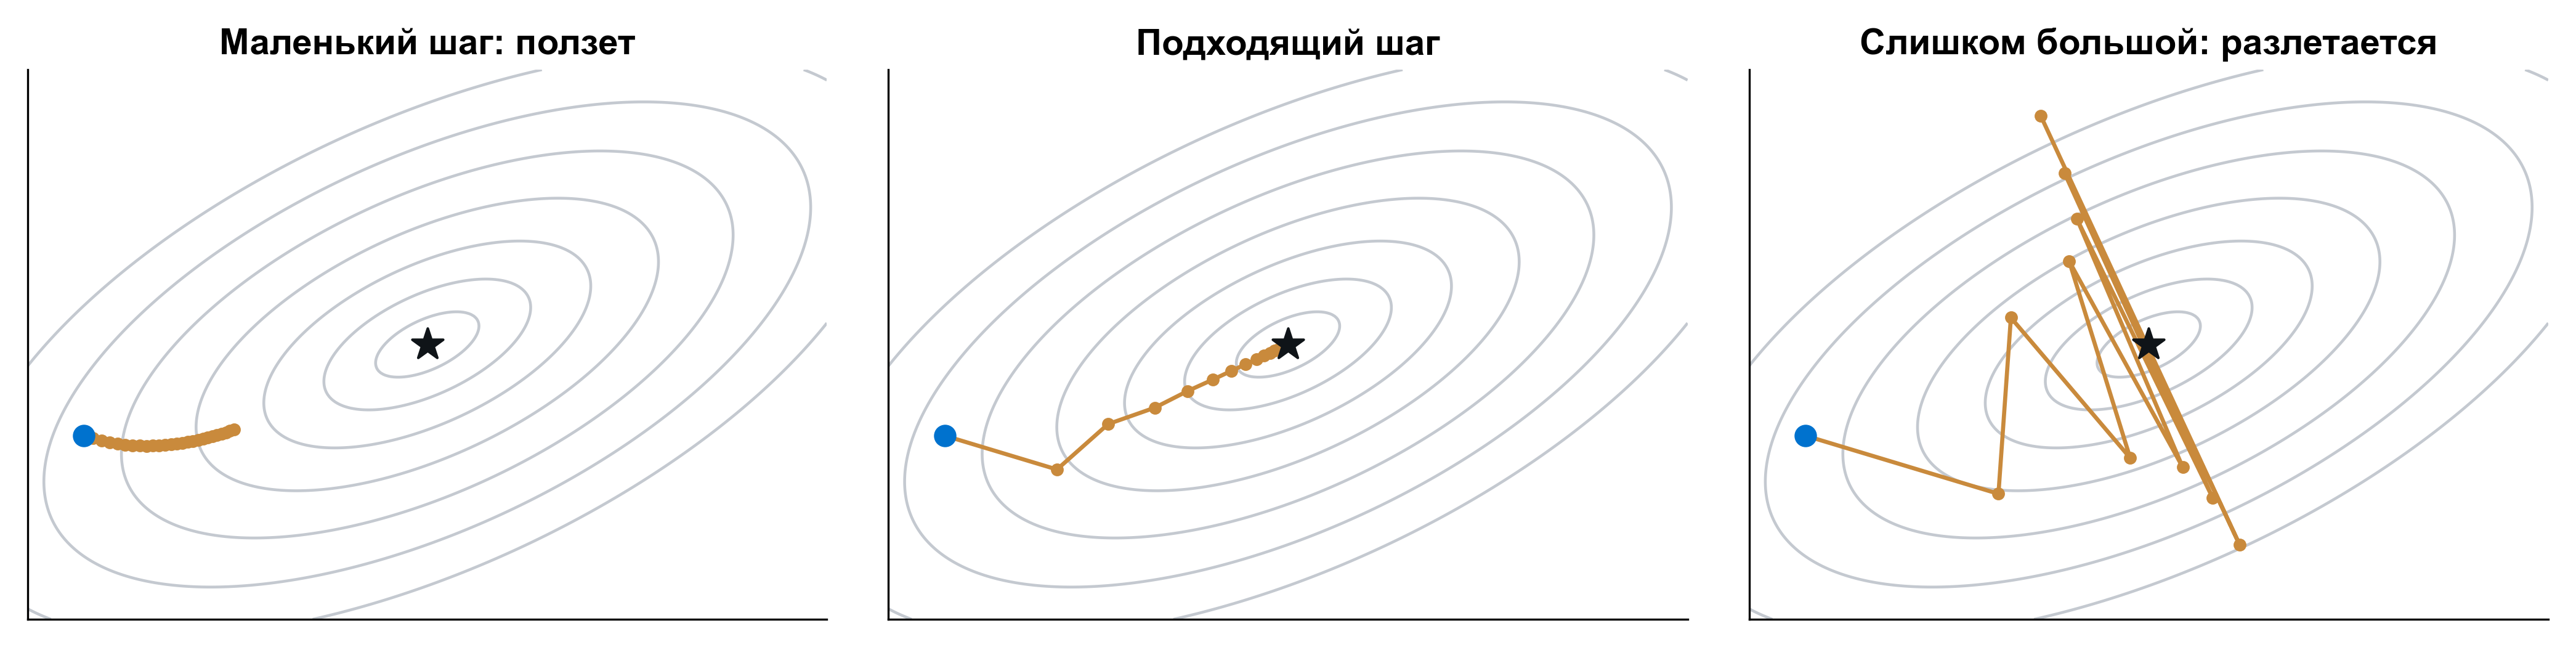 Маленький шаг: ползет
Подходящий шаг
Слишком большой: разлетается